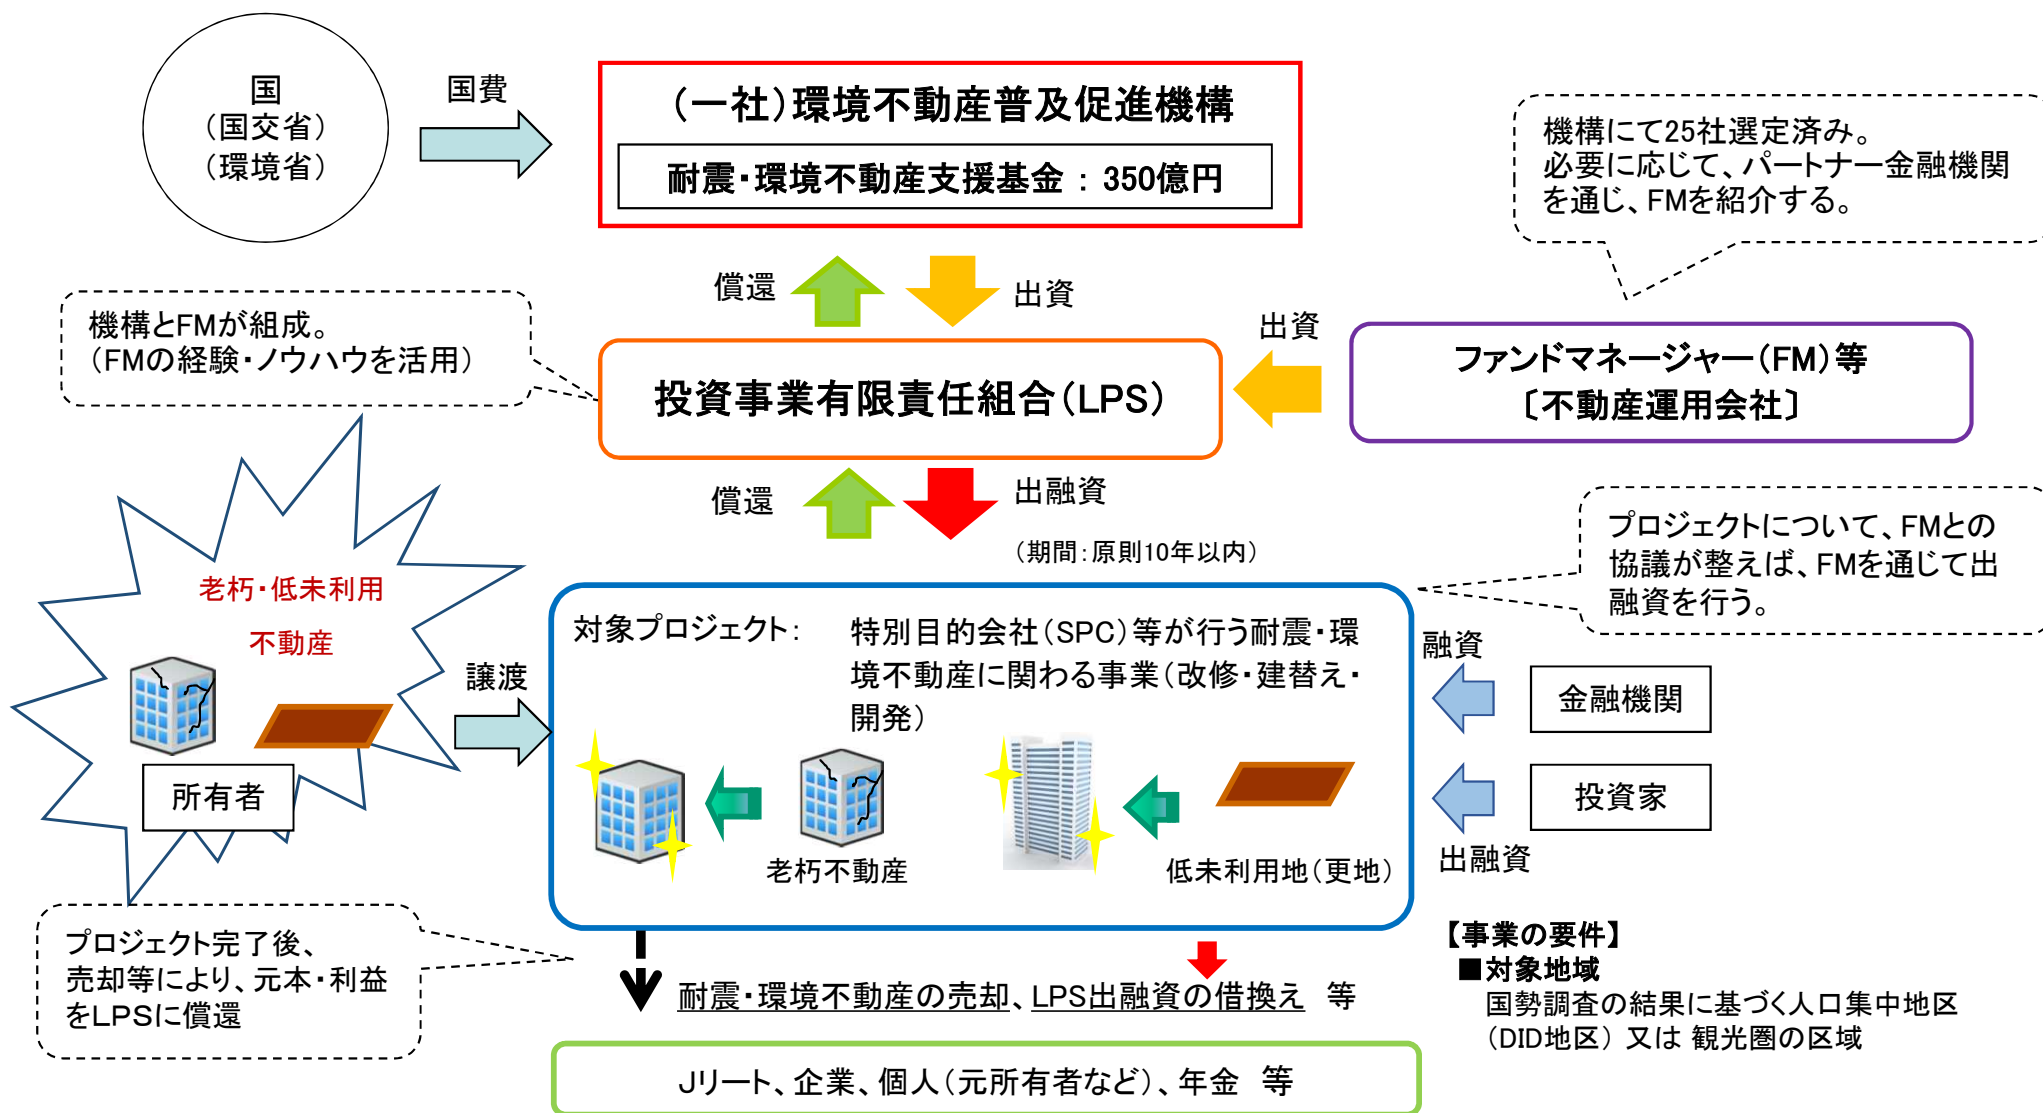 国
（国交省）
（環境省）
国費
（一社）環境不動産普及促進機構
耐震・環境不動産支援基金 ： 350億円
機構にて25社選定済み。
必要に応じて、パートナー金融機関
を通じ、FMを紹介する。
償還
出資
機構とFMが組成。
（FMの経験・ノウハウを活用）
投資事業有限責任組合（LPS）
出資
ファンドマネージャー（FM）等
〔不動産運用会社〕
償還
出融資
（期間：原則10年以内）
プロジェクトについて、FMとの
協議が整えば、FMを通じて出
融資を行う。
老朽・低未利用
不動産
所有者
譲渡
対象プロジェクト：
特別目的会社（SPC）等が行う耐震・環
境不動産に関わる事業（改修・建替え・
開発）
老朽不動産
低未利用地（更地）
融資
金融機関
投資家
出融資
プロジェクト完了後、
売却等により、元本・利益
をLPSに償還
耐震・環境不動産の売却、LPS出融資の借換え 等
Jリート、企業、個人（元所有者など）、年金 等
【事業の要件】
■対象地域
国勢調査の結果に基づく人口集中地区
（DID地区） 又は 観光圏の区域